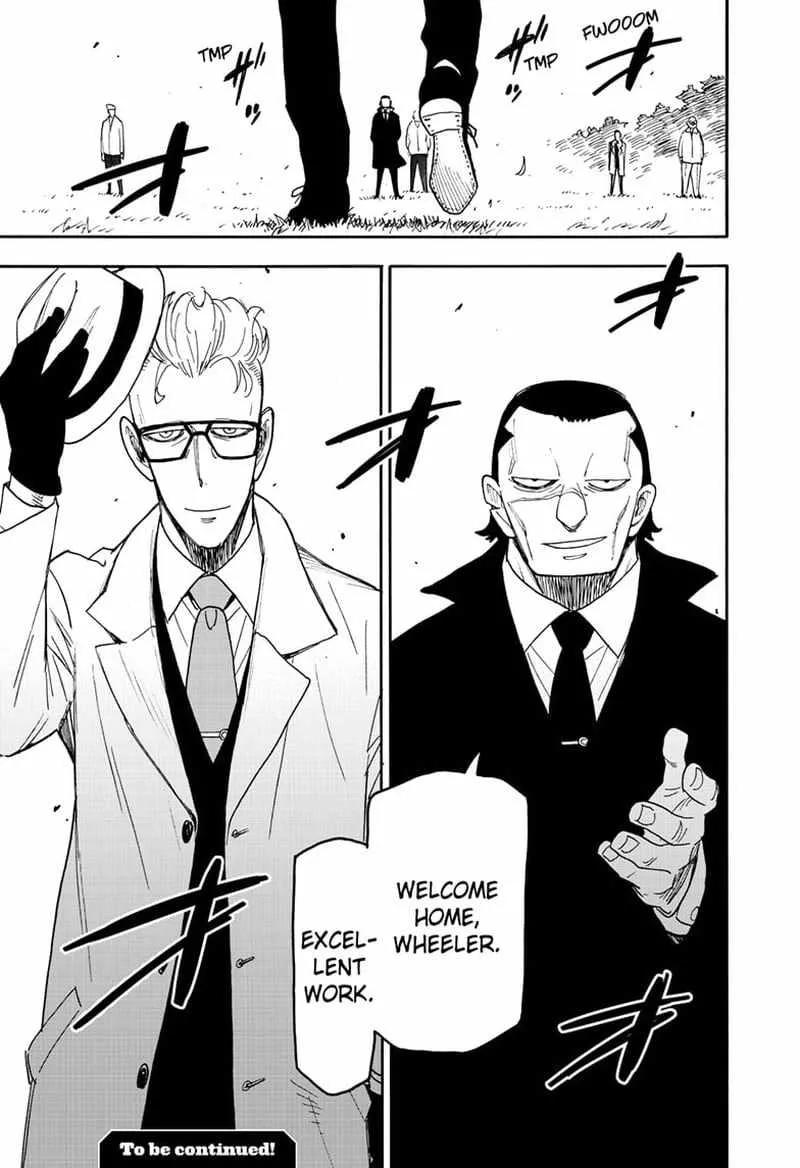 FWOOOM
TMP
TMP
WELCOME
HOME,
WHEELER.
EXCEL-
LENT
WORK.
To be continued!